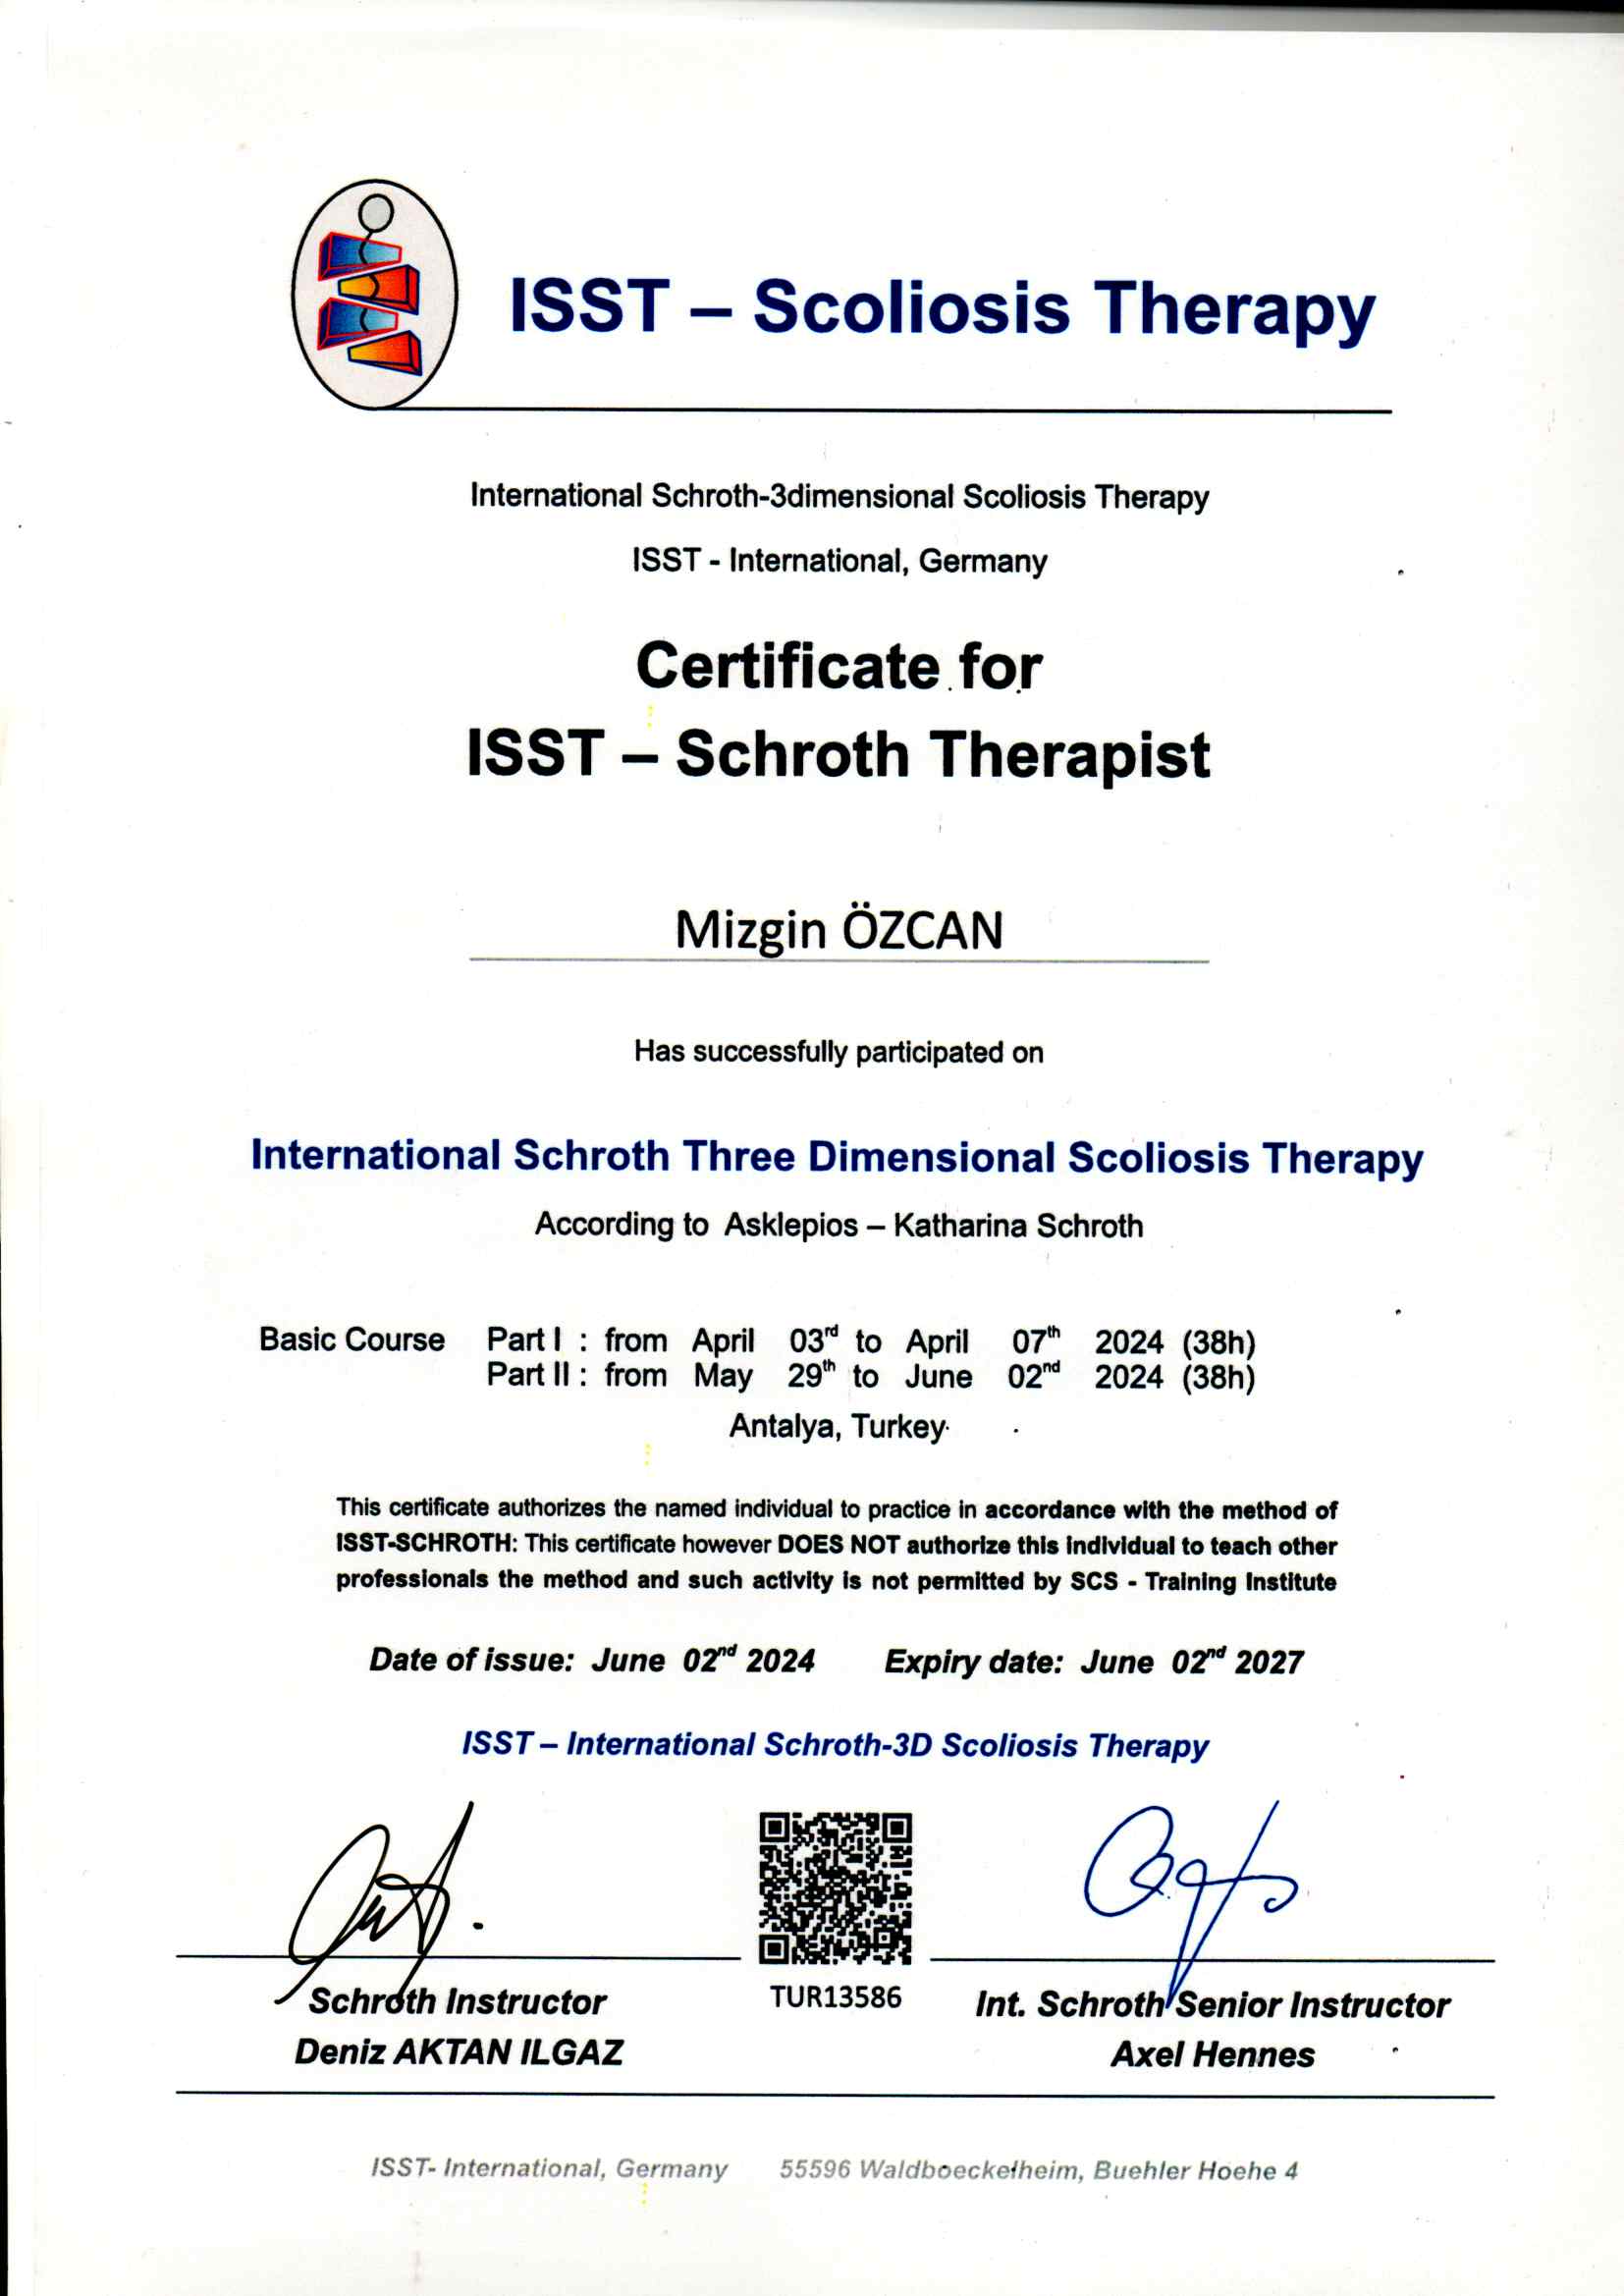 ISST – Scoliosis Therapy
International Schroth-3dimensional Scoliosis Therapy
ISST - International, Germany
Certificate for
ISST – Schroth Therapist
Mizgin ÖZCAN
Has successfully participated on
International Schroth Three Dimensional Scoliosis Therapy
According to Asklepios – Katharina Schroth
Basic Course Part I : from April 03rd to April 07th 2024 (38h)
Part II : from May 29th to June 02nd 2024 (38h)
Antalya, Turkey
This certificate authorizes the named individual to practice in accordance with the method of
ISST-SCHROTH: This certificate however DOES NOT authorize this individual to teach other
professionals the method and such activity is not permitted by SCS - Training Institute
Date of issue: June 02nd 2024 Expiry date: June 02nd 2027
ISST – International Schroth-3D Scoliosis Therapy
Schroth Instructor TUR13586 Int. Schroth Senior Instructor
Deniz AKTAN ILGAZ Axel Hennes
ISST- International, Germany 55596 Waldboeckelheim, Buehler Hoehe 4